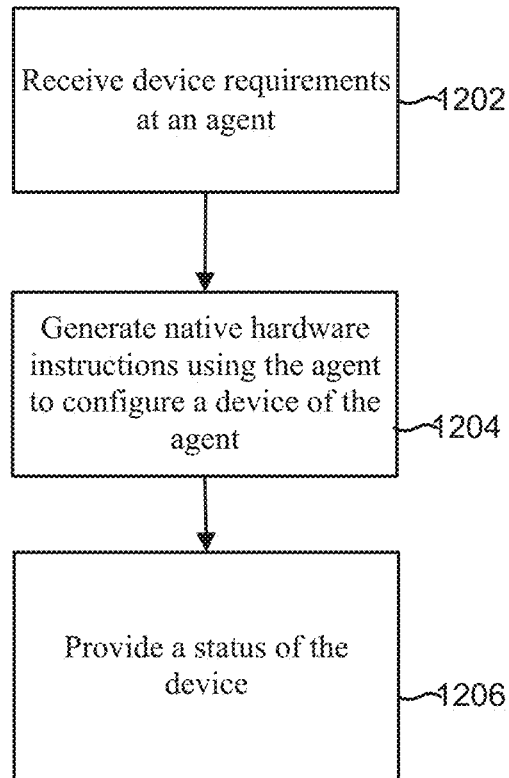 Receive device requirements
at an agent
1202
Generate native hardware
instructions using the agent
to configure a device of the
agent
1204
Provide a status of the
device
1206